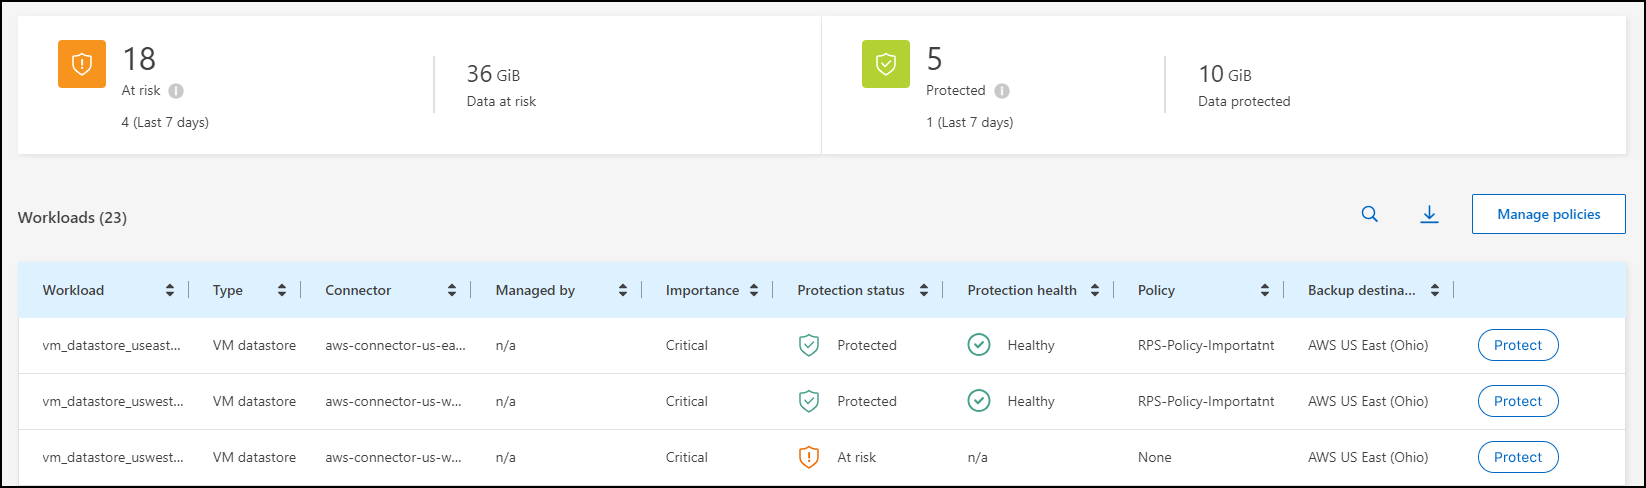 18
At risk
4 (Last 7 days)
36 GiB
Data at risk
5
Protected
1 (Last 7 days)
10 GiB
Data protected
Workloads (23)
Manage policies
Workload Type Connector Managed by Importance Protection status Protection health Policy Backup destina...
vm_datastore_useast... VM datastore aws-connector-us-ea... n/a Critical Protected Healthy RPS-Policy-Importatnt AWS US East (Ohio) Protect
vm_datastore_uswest... VM datastore aws-connector-us-w... n/a Critical Protected Healthy RPS-Policy-Importatnt AWS US East (Ohio) Protect
vm_datastore_uswest... VM datastore aws-connector-us-w... n/a Critical At risk n/a None AWS US East (Ohio) Protect